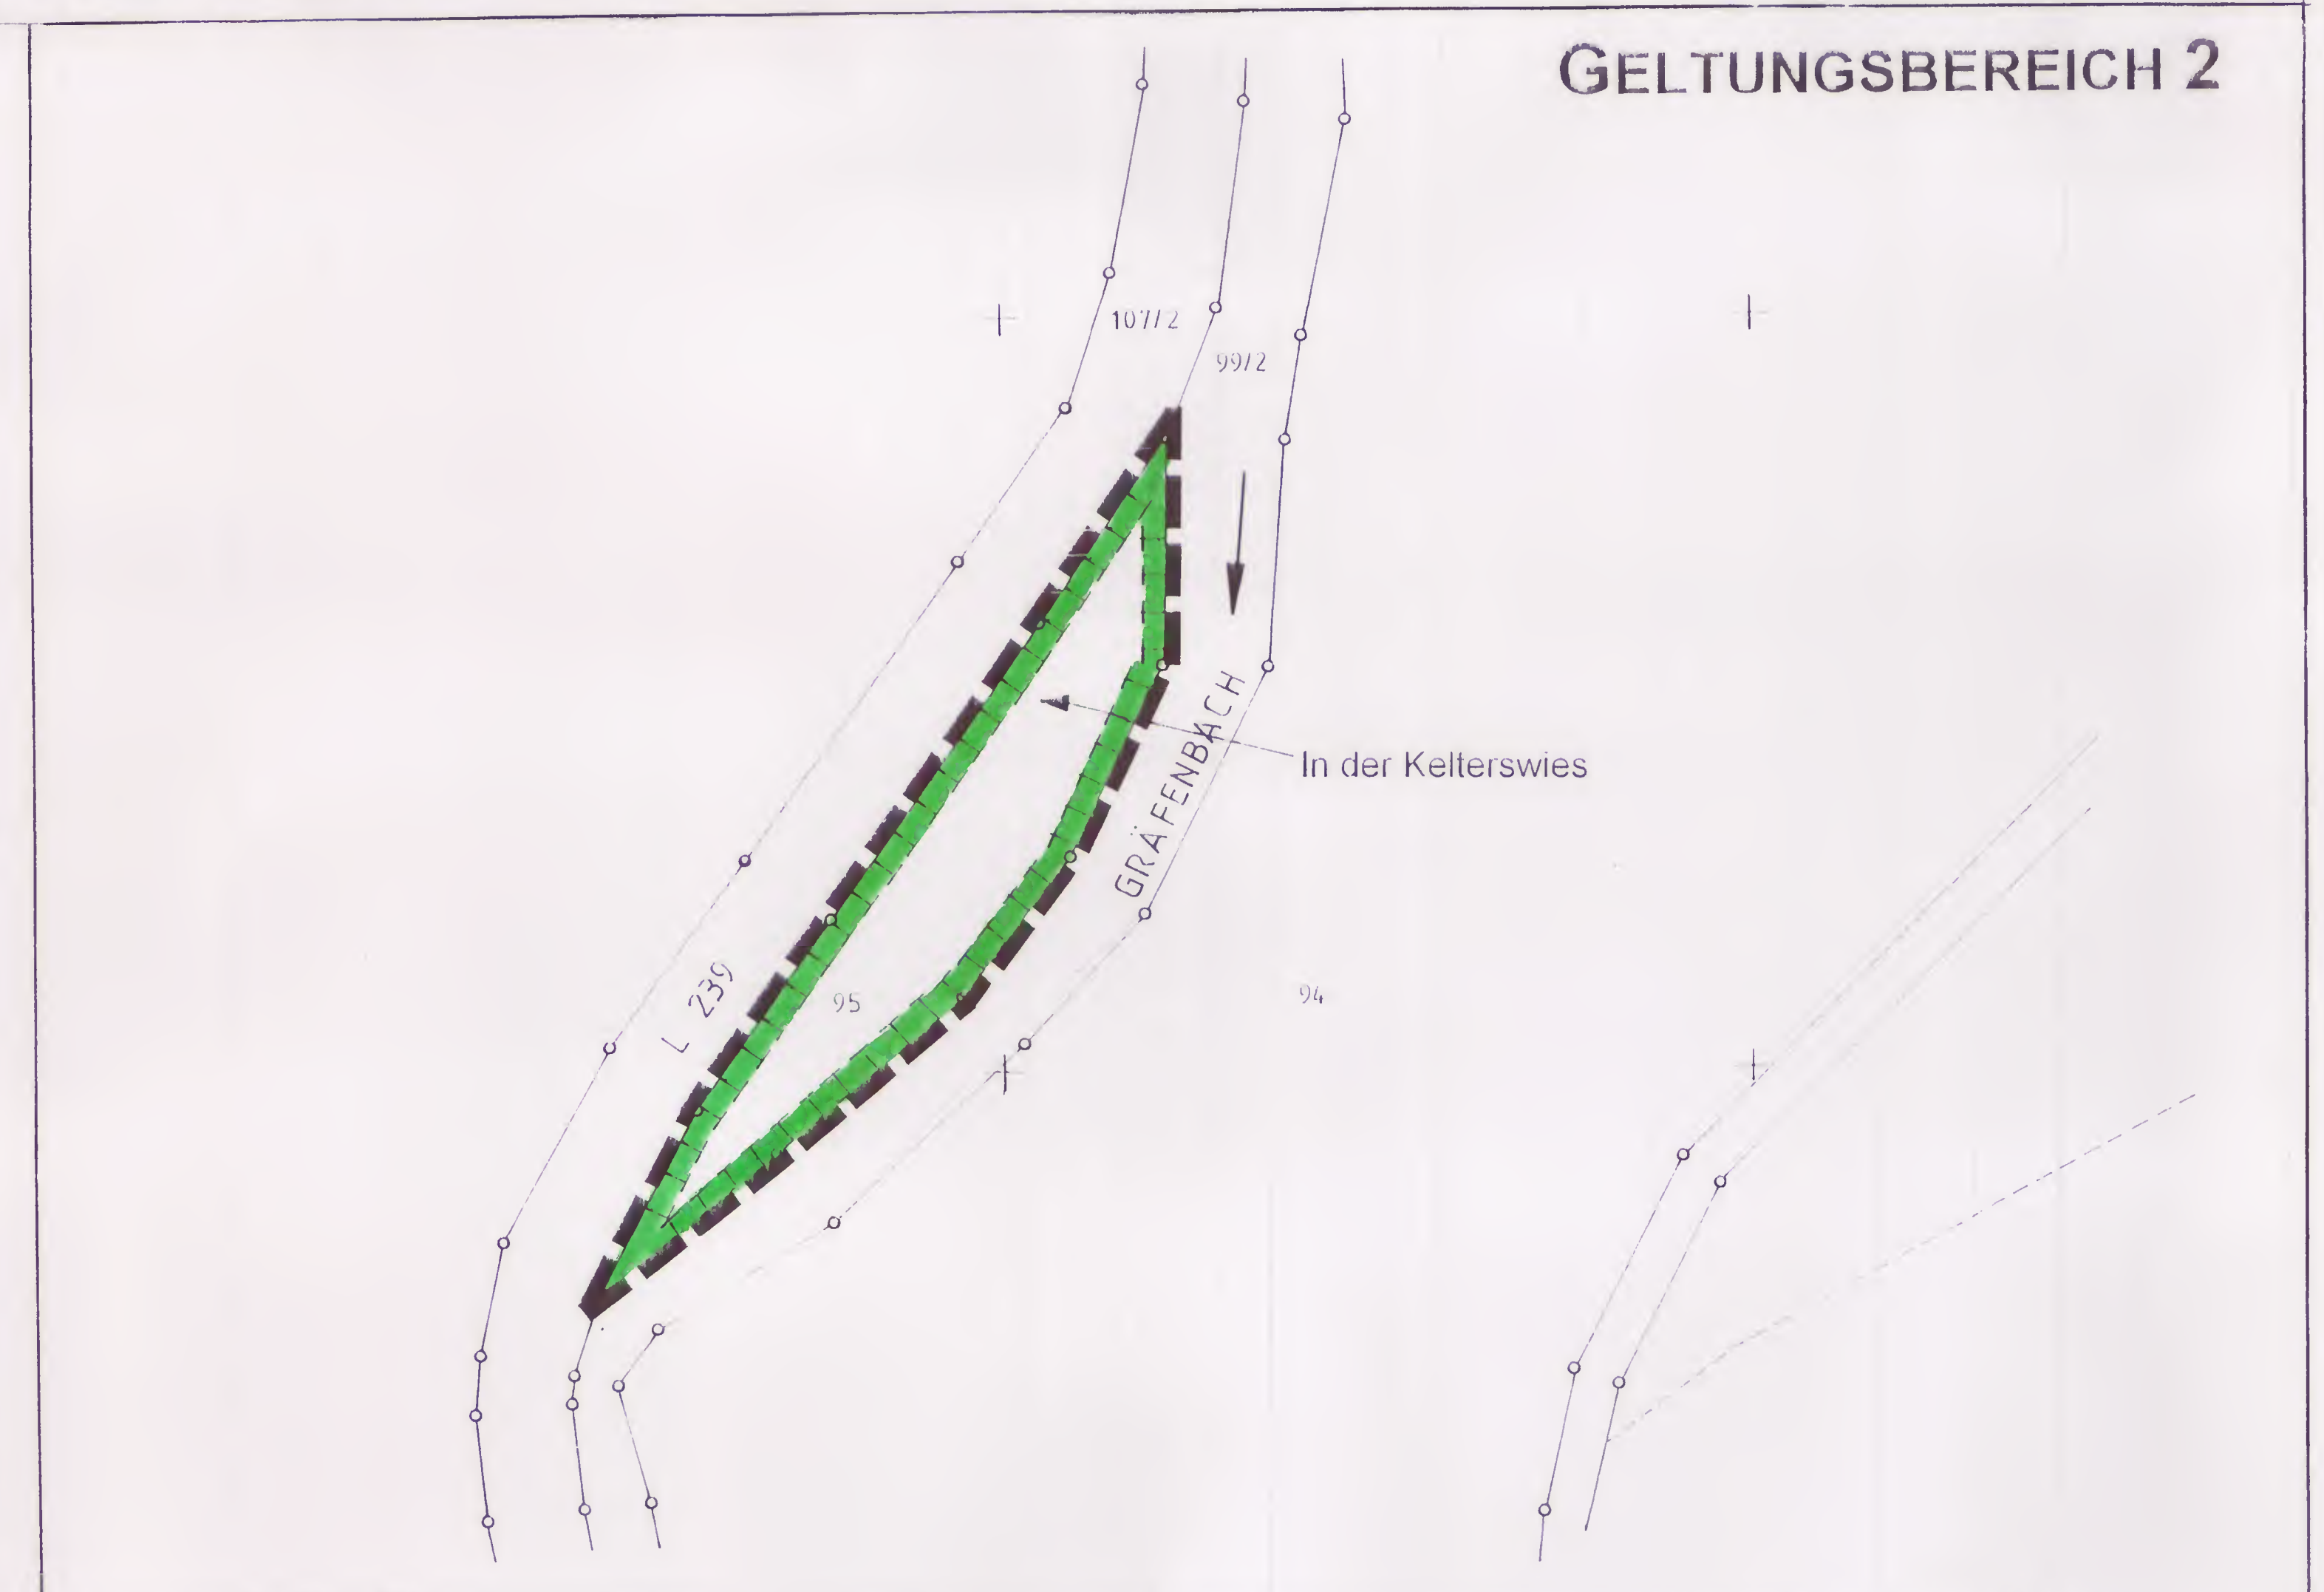 GELTUNGSBEREICH 2
107/2
99/2
In der Kelterswies
GRÄFENBACH
L 239
95
94